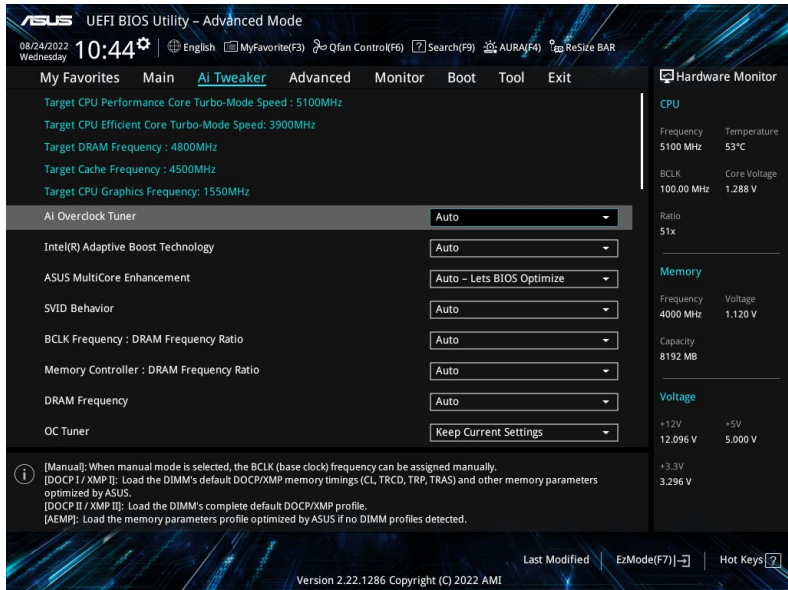 ASUS UEFI BIOS Utility – Advanced Mode
08/24/2022
Wednesday
10:44
English
MyFavorite(F3)
Qfan Control(F6)
? Search(F9)
AURA(F4)
ReSize BAR
My Favorites Main Ai Tweaker Advanced Monitor Boot Tool Exit
Target CPU Performance Core Turbo-Mode Speed : 5100MHz
Target CPU Efficient Core Turbo-Mode Speed: 3900MHz
Target DRAM Frequency : 4800MHz
Target Cache Frequency : 4500MHz
Target CPU Graphics Frequency: 1550MHz
Ai Overclock Tuner Auto
Intel(R) Adaptive Boost Technology Auto
ASUS MultiCore Enhancement Auto – Lets BIOS Optimize
SVID Behavior Auto
BCLK Frequency : DRAM Frequency Ratio Auto
Memory Controller : DRAM Frequency Ratio Auto
DRAM Frequency Auto
OC Tuner Keep Current Settings
[Manual]: When manual mode is selected, the BCLK (base clock) frequency can be assigned manually.
[DOCP I / XMP I]: Load the DIMM's default DOCP/XMP memory timings (CL, TRCD, TRP,
TRAS) and other memory parameters
optimized by ASUS.
[DOCP II / XMP II]: Load the DIMM's complete default DOCP/XMP profile.
[AEMP]: Load the memory parameters profile optimized by ASUS if no DIMM profiles detected.
Hardware Monitor
CPU
Frequency Temperature
5100 MHz 53°C
BCLK Core Voltage
100.00 MHz 1.288 V
Ratio
51x
Memory
Frequency Voltage
4000 MHz 1.120 V
Capacity
8192 MB
Voltage
+12V +5V
12.096 V 5.000 V
+3.3V
3.296 V
Last Modified
EzMode(F7)
Hot Keys ?
Version 2.22.1286 Copyright (C) 2022 AMI